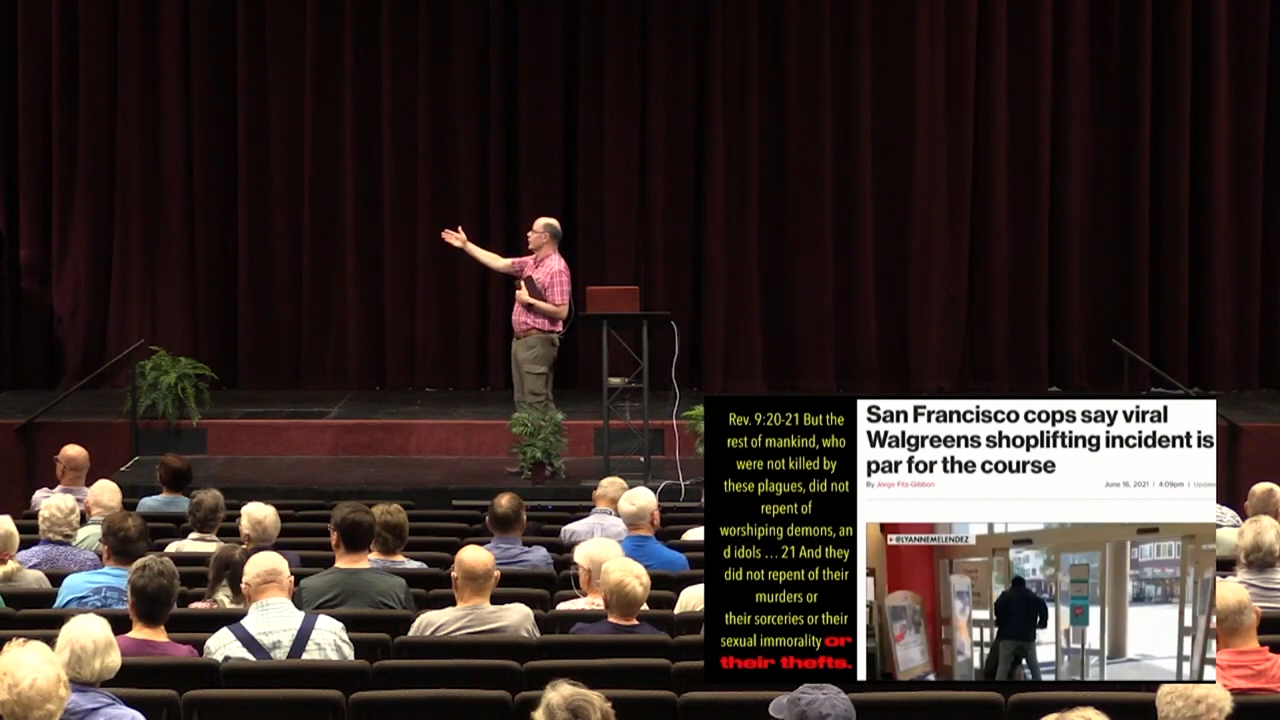 Rev. 9:20-21 But the
rest of mankind, who
were not killed by
these plagues, did not
repent of
worshiping demons, an
d idols ... 21 And they
did not repent of their
murders or
their sorceries or their
sexual immorality or
their thefts.
San Francisco cops say viral
Walgreens shoplifting incident is
par for the course
By Jorge Fitz-Gibbon
June 16, 2021 | 4:09pm | Update
@LYANNEMELENDEZ